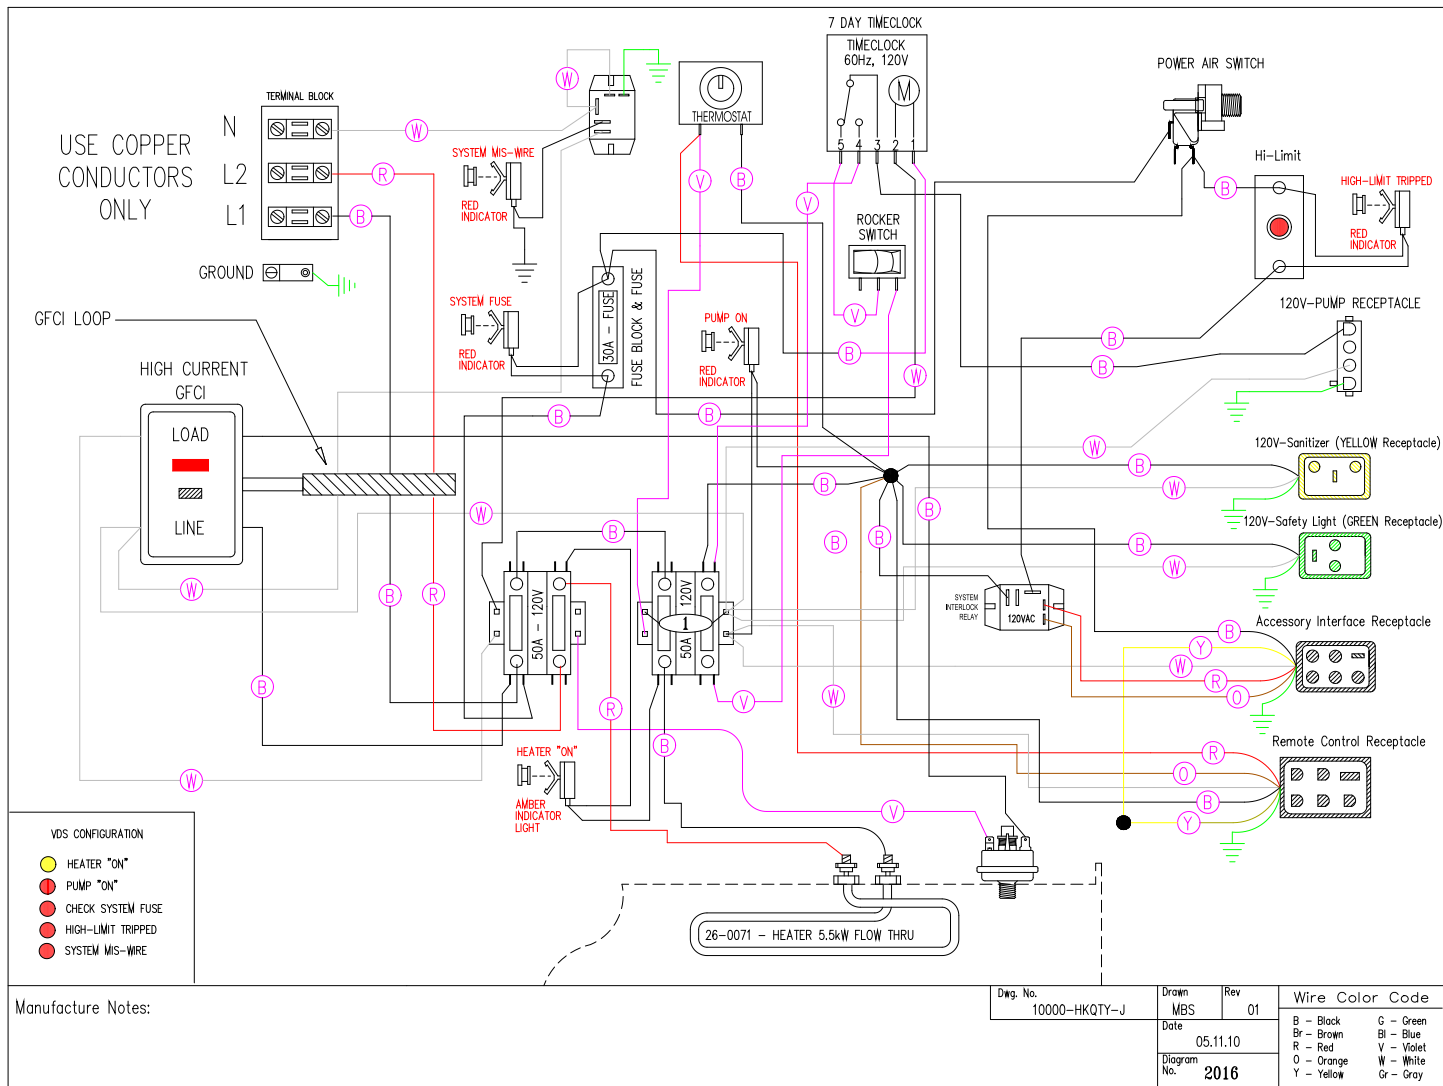 7 DAY TIMECLOCK
TIMECLOCK
60Hz, 120V
M
5 4 3 2 1
POWER AIR SWITCH
TERMINAL BLOCK
N
L2
L1
W
R
B
USE COPPER
CONDUCTORS
ONLY
GROUND
W
SYSTEM MIS-WIRE
RED
INDICATOR
THERMOSTAT
V
B
V
ROCKER
SWITCH
V
Hi-Limit
B
HIGH-LIMIT TRIPPED
RED
INDICATOR
GFCI LOOP
SYSTEM FUSE
RED
INDICATOR
30A - FUSE
FUSE BLOCK & FUSE
PUMP ON
RED
INDICATOR
B
W
B
B
120V-PUMP RECEPTACLE
B
B
HIGH CURRENT
GFCI
LOAD
LINE
W
120V-Sanitizer (YELLOW Receptacle)
B
W
B
B
B
B
120V-Safety Light (GREEN Receptacle)
B
W
W
B
W
B
R
50A - 120V
50A - 120V
1
SYSTEM
INTERLOCK
RELAY
120VAC
Accessory Interface Receptacle
B
Y
W
R
O
B
R
V
W
B
W
Remote Control Receptacle
R
O
B
Y
HEATER "ON"
AMBER
INDICATOR
LIGHT
V
VDS CONFIGURATION
HEATER "ON"
PUMP "ON"
CHECK SYSTEM FUSE
HIGH-LIMIT TRIPPED
SYSTEM MIS-WIRE
26-0071 - HEATER 5.5kW FLOW THRU
Manufacture Notes:
Dwg. No.
10000-HKQTY-J
Drawn
MBS
Rev
01
Date
05.11.10
Diagram
No. 2016
Wire Color Code
B - Black G - Green
Br - Brown Bl - Blue
R - Red V - Violet
O - Orange W - White
Y - Yellow Gr - Gray